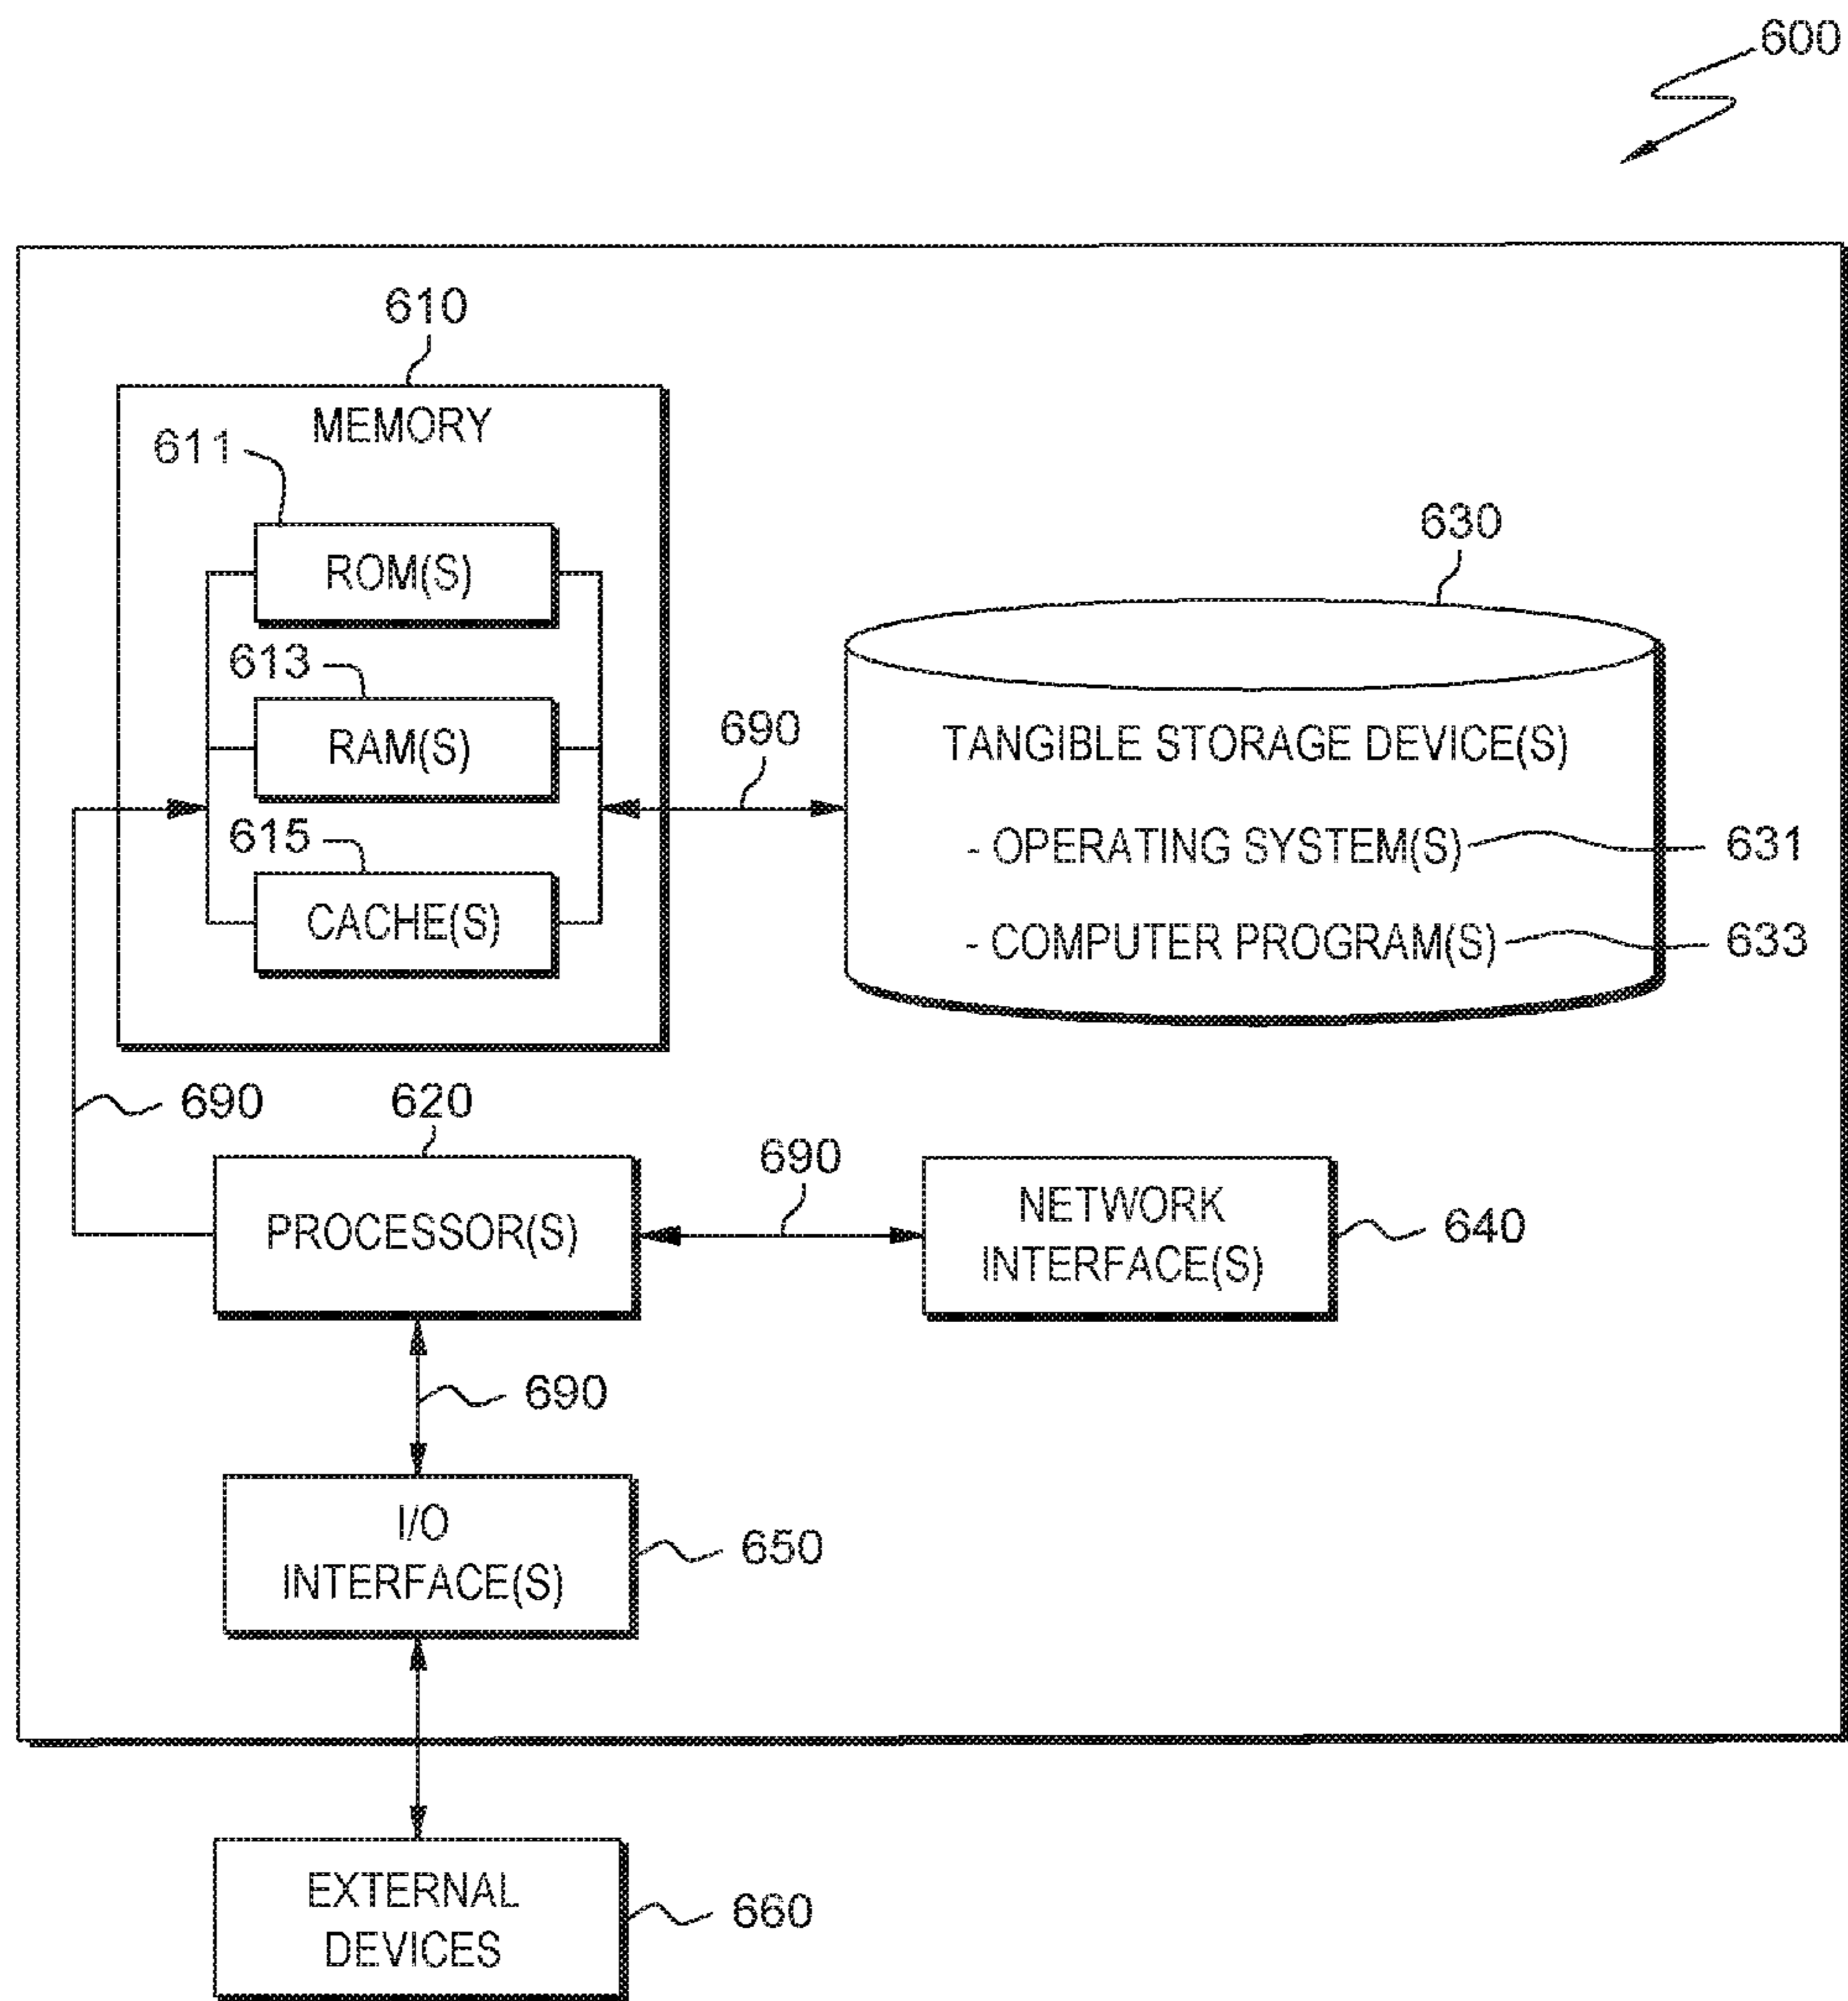 600
610
MEMORY
611
ROM(S)
613
RAM(S)
615
CACHE(S)
690
630
TANGIBLE STORAGE DEVICE(S)
- OPERATING SYSTEM(S)
631
- COMPUTER PROGRAM(S)
633
690
620
PROCESSOR(S)
690
NETWORK
INTERFACE(S)
640
690
I/O
INTERFACE(S)
650
EXTERNAL
DEVICES
660